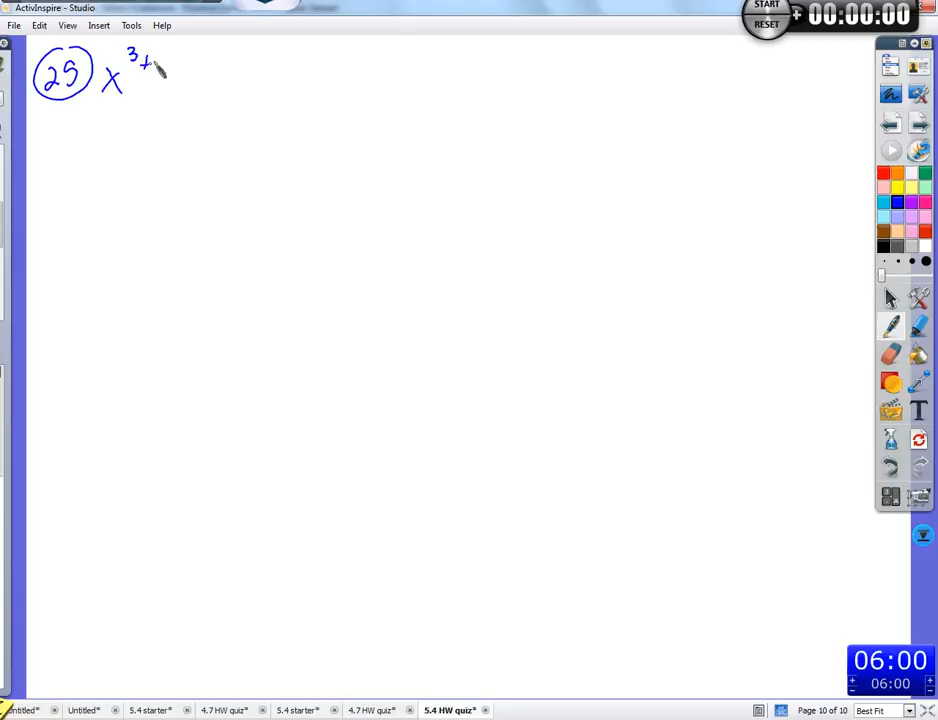 ActivInspire - Studio
START
RESET
+ 00:00:00
File Edit View Insert Tools Help
25 x³+
06:00
06:00
ntitled* Untitled* 5.4 starter* 4.7 HW quiz* 5.4 starter* 4.7 HW quiz* 5.4 HW quiz* Page 10 of 10 Best Fit